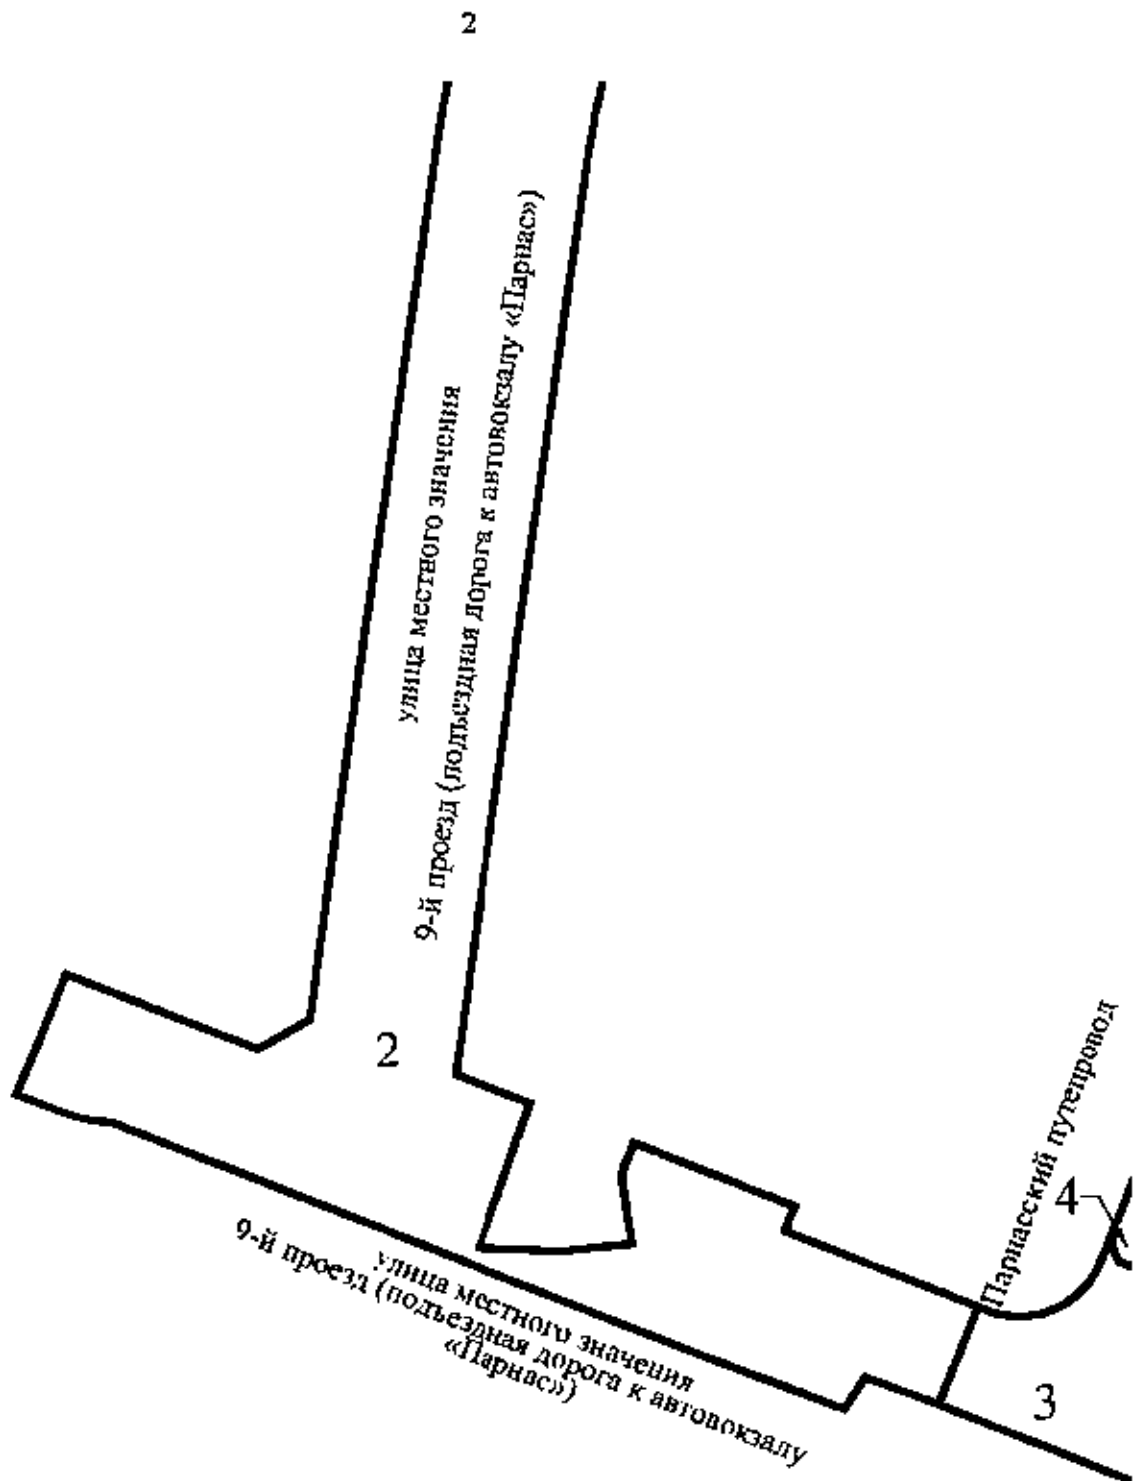 2
улица местного значения
9-й проезд (подъездная дорога к автовокзалу «Парнас»)
2
Парнасский путепровод
4
улица местного значения
9-й проезд (подъездная дорога к автовокзалу
«Парнас»)
3